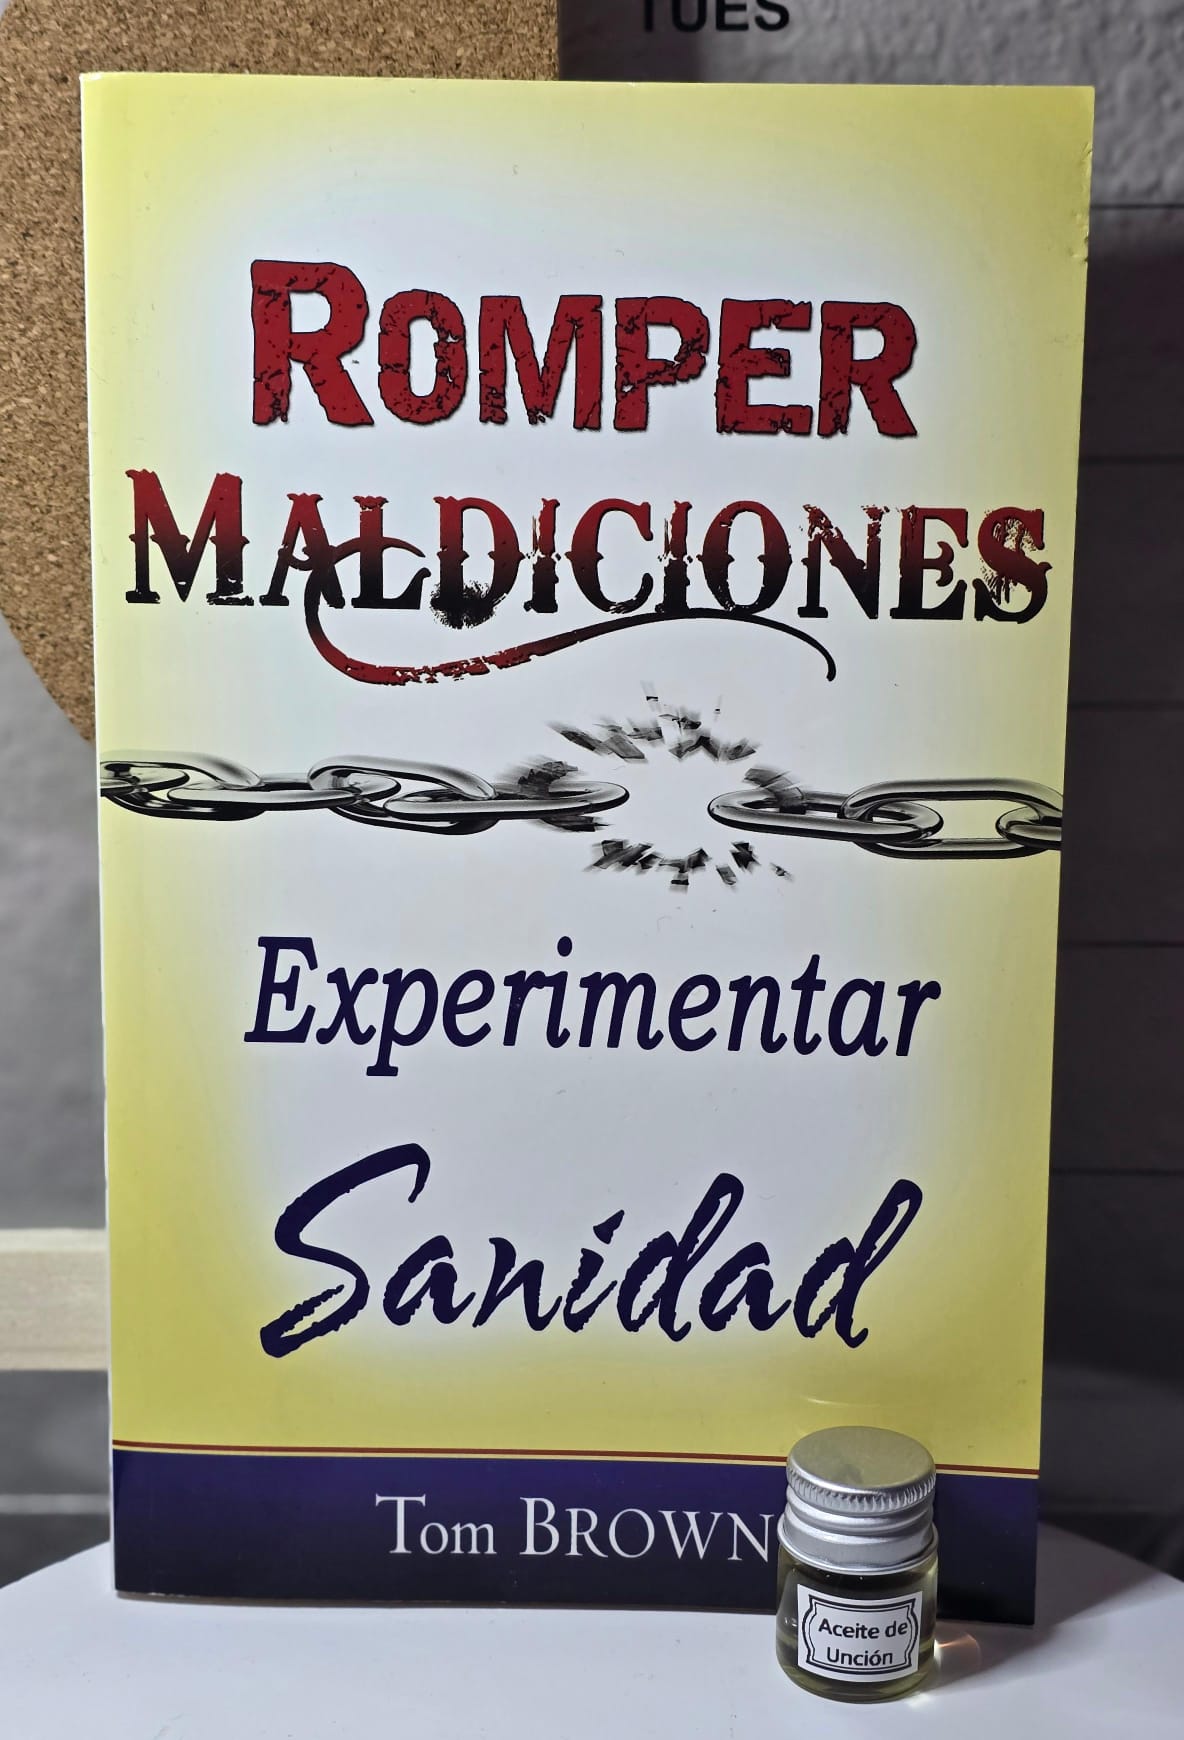 TUES
ROMPER
MALDICIONES
Experimentar
Sanidad
Tom BROWN
Aceite de
Unción